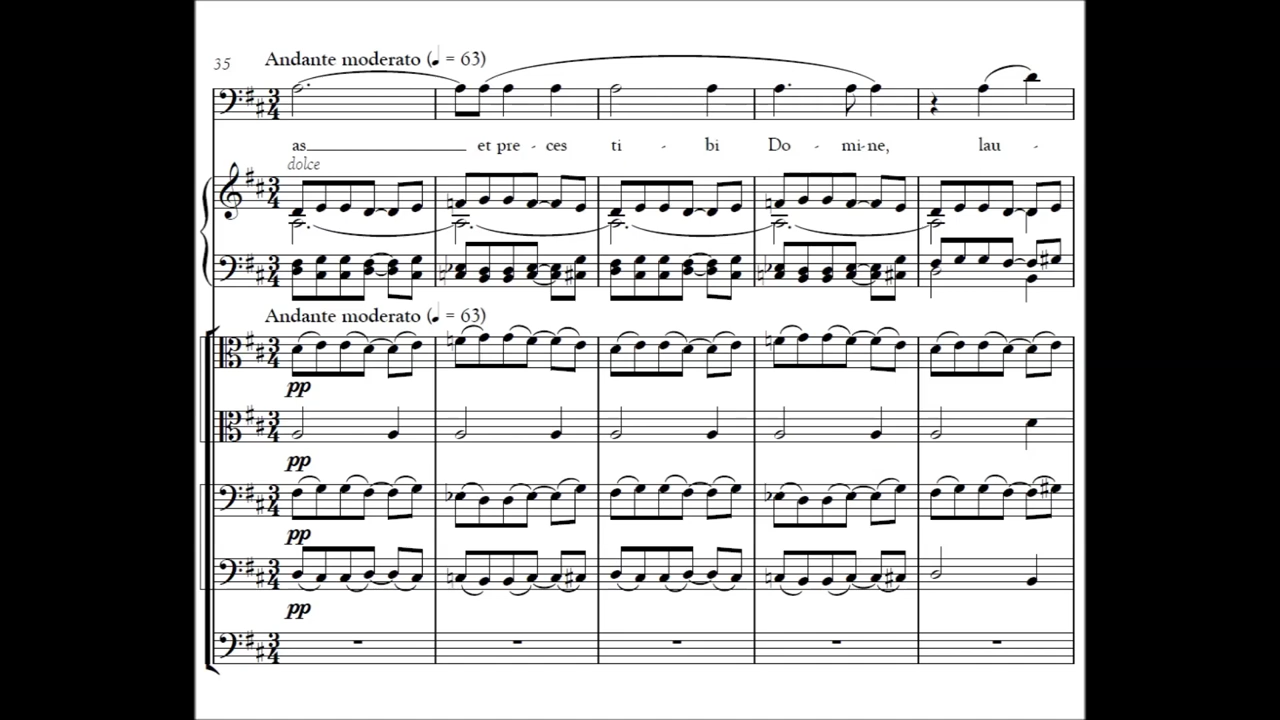 35
Andante moderato (♩ = 63)
as_______ et pre - ces ti - bi Do - mi-ne, lau -
dolce
Andante moderato (♩ = 63)
pp
pp
pp
pp